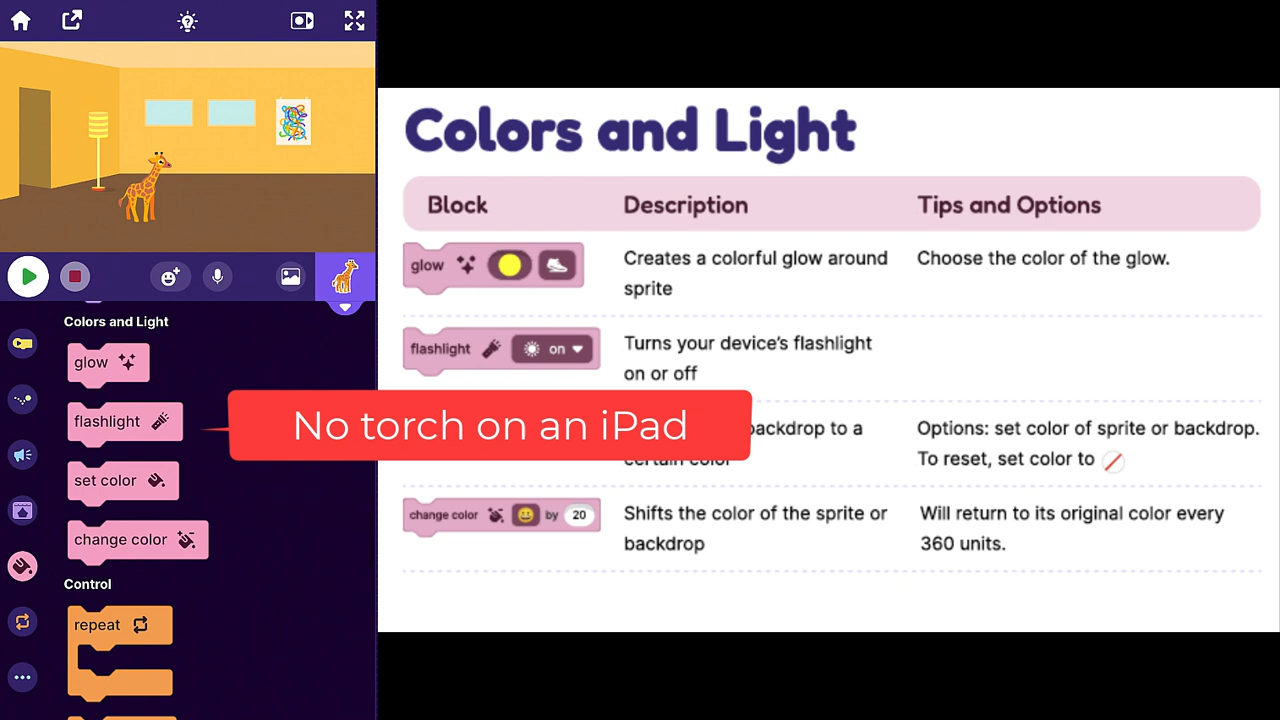 Colors and Light
glow
flashlight
set color
change color
Control
repeat
No torch on an iPad
Colors and Light
Block Description Tips and Options
glow
Creates a colorful glow around
sprite
Choose the color of the glow.
flashlight on
Turns your device's flashlight
on or off
backdrop to a
certain color
Options: set color of sprite or backdrop.
To reset, set color to
change color by 20
Shifts the color of the sprite or
backdrop
Will return to its original color every
360 units.